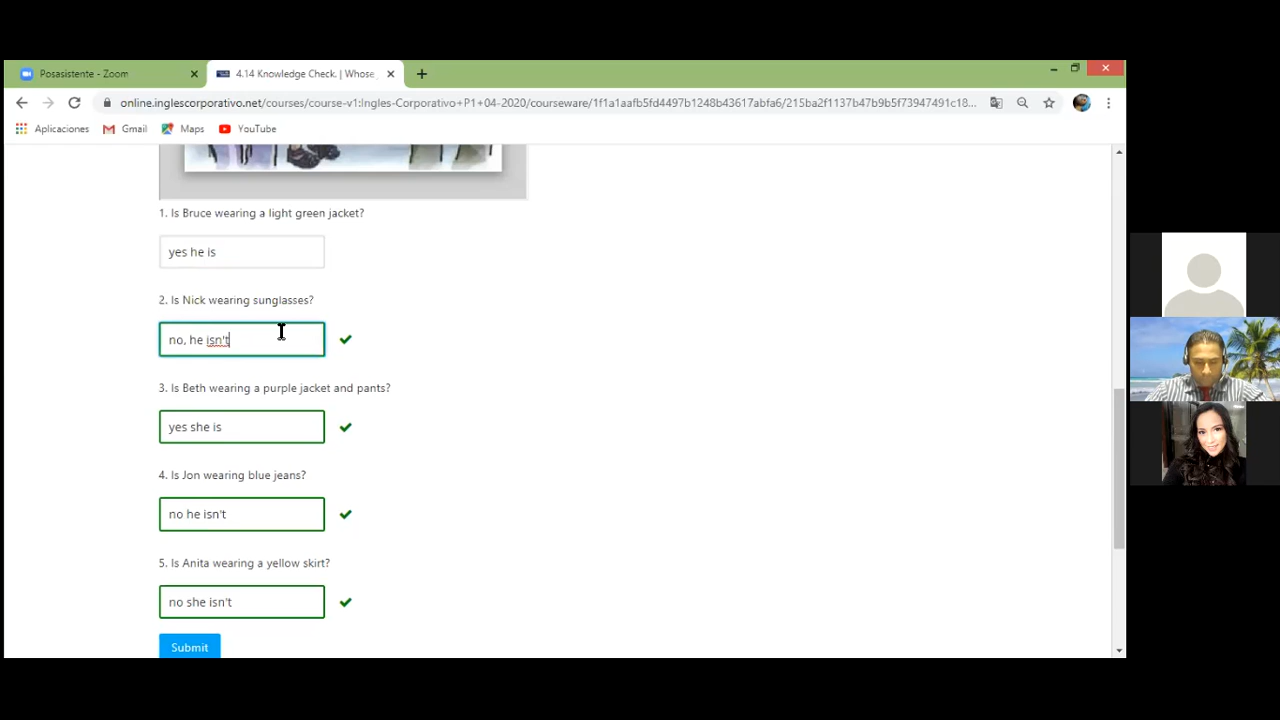 Posasistente - Zoom
4.14 Knowledge Check. | Whose
online.inglescorporativo.net/courses/course-v1:Ingles-Corporativo+P1+04-2020/courseware/1f1a1aafb5fd4497b1248b43617abfa6/215ba2f1137b47b9b5f73947491c18...
Aplicaciones
Gmail
Maps
YouTube
1. Is Bruce wearing a light green jacket?
yes he is
2. Is Nick wearing sunglasses?
no, he isn't
3. Is Beth wearing a purple jacket and pants?
yes she is
4. Is Jon wearing blue jeans?
no he isn't
5. Is Anita wearing a yellow skirt?
no she isn't
Submit